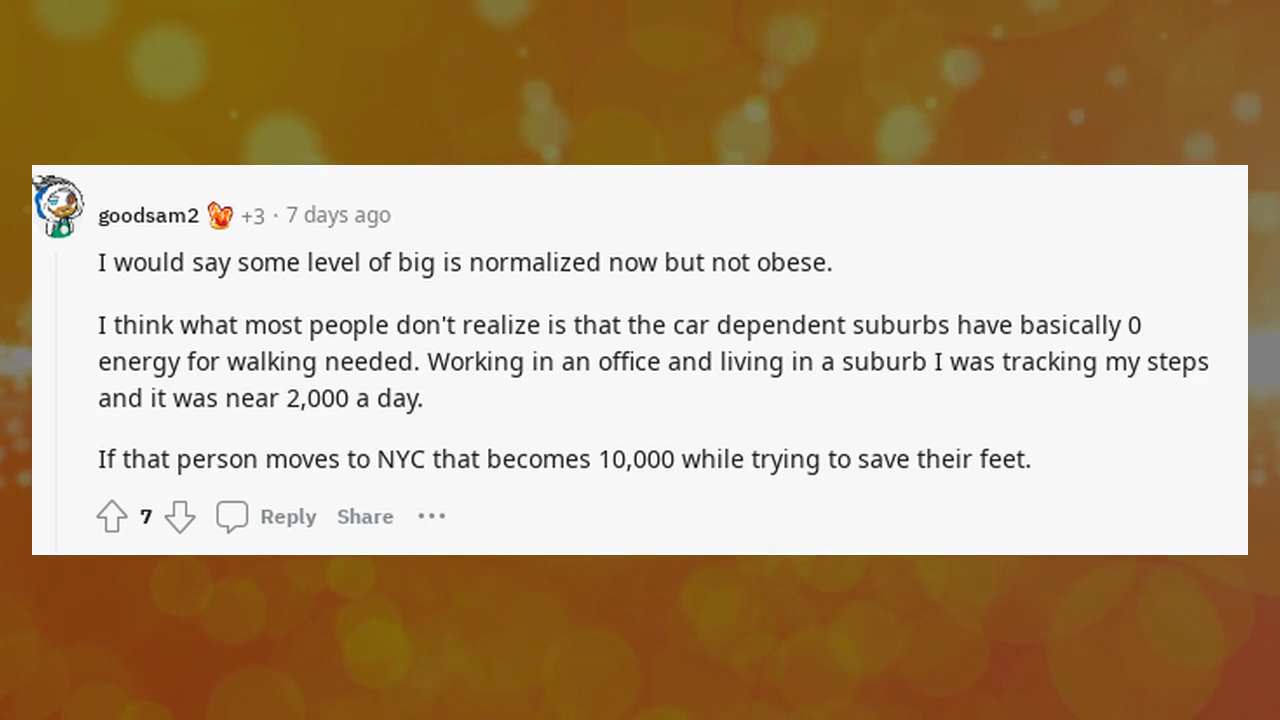 goodsam2 +3 · 7 days ago
I would say some level of big is normalized now but not obese.
I think what most people don't realize is that the car dependent suburbs have basically 0
energy for walking needed. Working in an office and living in a suburb I was tracking my steps
and it was near 2,000 a day.
If that person moves to NYC that becomes 10,000 while trying to save their feet.
7 Reply Share ···